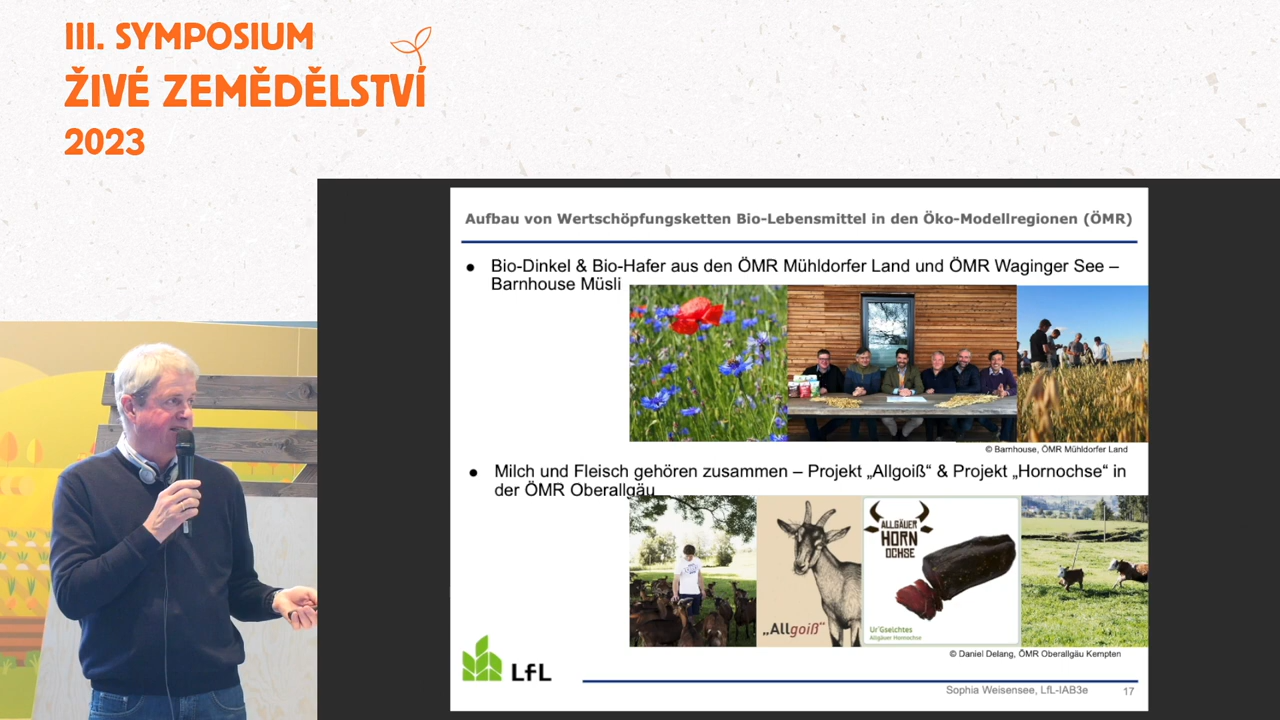 III. SYMPOSIUM
ŽIVÉ ZEMĚDĚLSTVÍ
2023
Aufbau von Wertschöpfungsketten Bio-Lebensmittel in den Öko-Modellregionen (ÖMR)
● Bio-Dinkel & Bio-Hafer aus den ÖMR Mühldorfer Land und ÖMR Waginger See –
Barnhouse Müsli
© Barnhouse, ÖMR Mühldorfer Land
● Milch und Fleisch gehören zusammen – Projekt „Allgoiß“ & Projekt „Hornochse“ in
der ÖMR Oberallgäu
„Allgoiß“
ALLGÄUER
HORN
OCHSE
Ur'Gselchtes
Allgäuer Hornochse
© Daniel Delang, ÖMR Oberallgäu Kempten
LfL
Sophia Weisensee, LfL-IAB3e 17